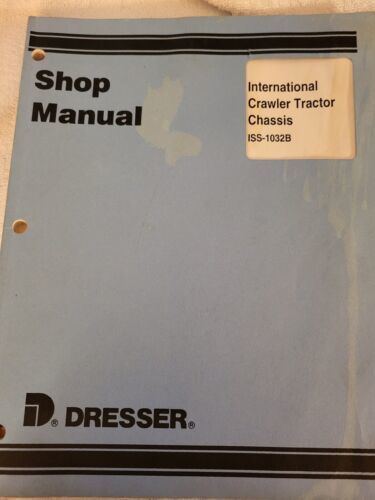 Shop
Manual
International
Crawler Tractor
Chassis
ISS-1032B
D® DRESSER®